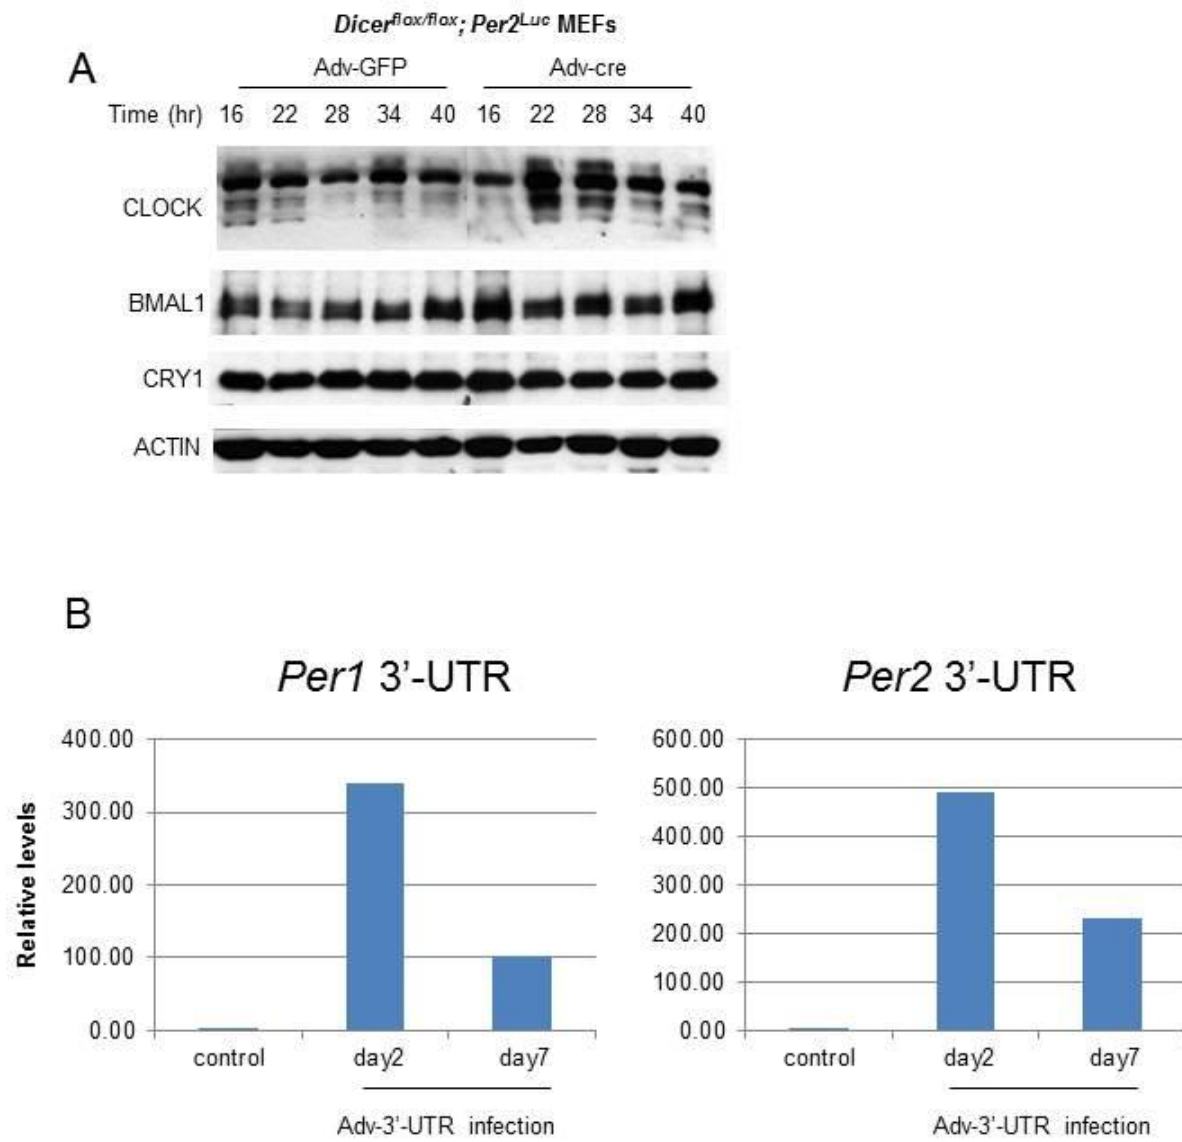 Dicerflox/flox; Per2Luc MEFs
A
Adv-GFP Adv-cre
Time (hr) 16 22 28 34 40 16 22 28 34 40
CLOCK
BMAL1
CRY1
ACTIN
B
Per1 3'-UTR
Relative levels
400.00
300.00
200.00
100.00
0.00
control day2 day7
Adv-3'-UTR infection
Per2 3'-UTR
600.00
500.00
400.00
300.00
200.00
100.00
0.00
control day2 day7
Adv-3'-UTR infection